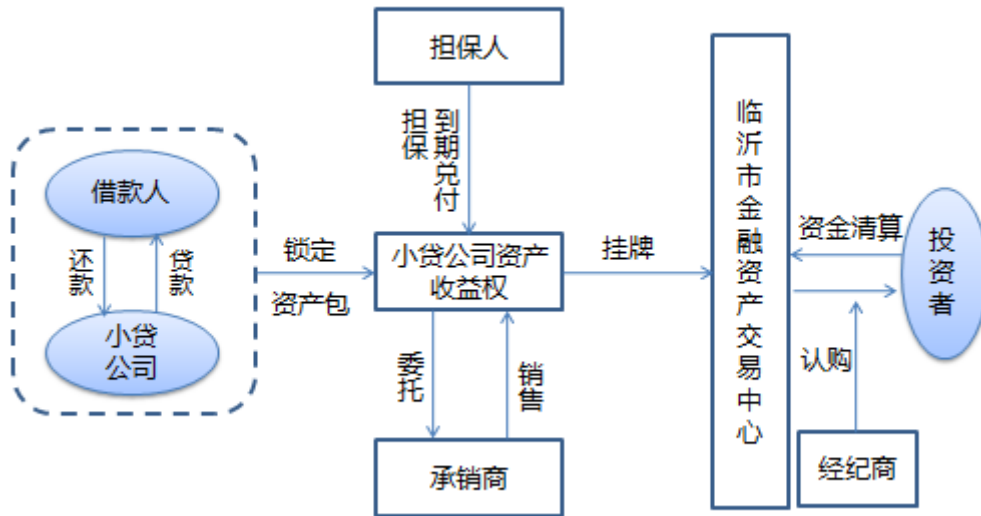 担保人
担保
到期兑付
借款人
还款
贷款
小贷
公司
锁定
资产包
小贷公司资产
收益权
挂牌
委托
销售
承销商
临沂市金融资产交易中心
资金清算
认购
投资者
经纪商